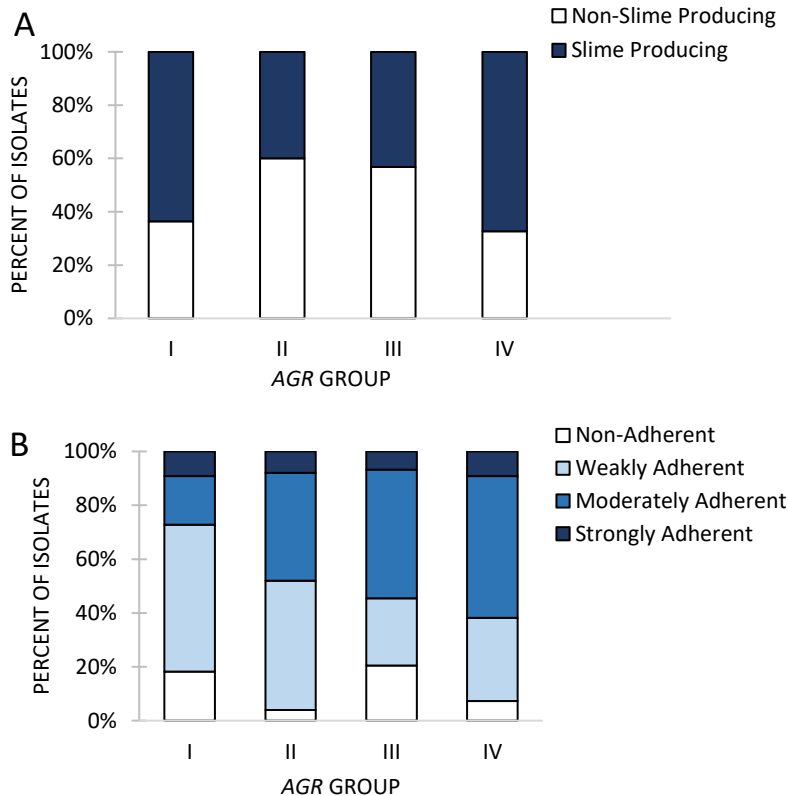 A
Non-Slime Producing
Slime Producing
100%
80%
60%
40%
20%
0%
PERCENT OF ISOLATES
I II III IV
AGR GROUP
B
Non-Adherent
Weakly Adherent
Moderately Adherent
Strongly Adherent
100%
80%
60%
40%
20%
0%
PERCENT OF ISOLATES
I II III IV
AGR GROUP